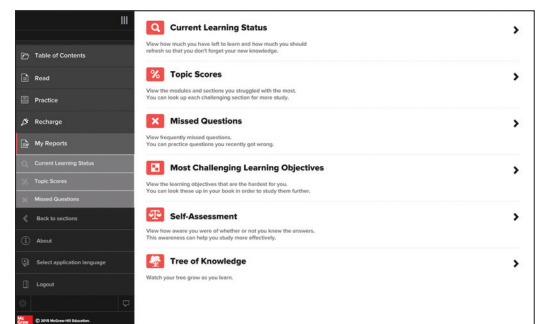 Table of Contents
Read
Practice
Recharge
My Reports
Current Learning Status
Topic Scores
Missed Questions
Back to sections
About
Select application language
Logout
Mc
Graw
© 2015 McGraw-Hill Education.
Current Learning Status
View how much you have left to learn and how much you should
refresh so that you don't forget your new knowledge.
Topic Scores
View the modules and sections you struggled with the most.
You can look up each challenging section for more study.
Missed Questions
View frequently missed questions.
You can practice questions you recently got wrong.
Most Challenging Learning Objectives
View the learning objectives that are the hardest for you.
You can look these up in your book in order to study them further.
Self-Assessment
View how aware you were of whether or not you knew the answers.
This awareness can help you study more effectively.
Tree of Knowledge
Watch your tree grow as you learn.